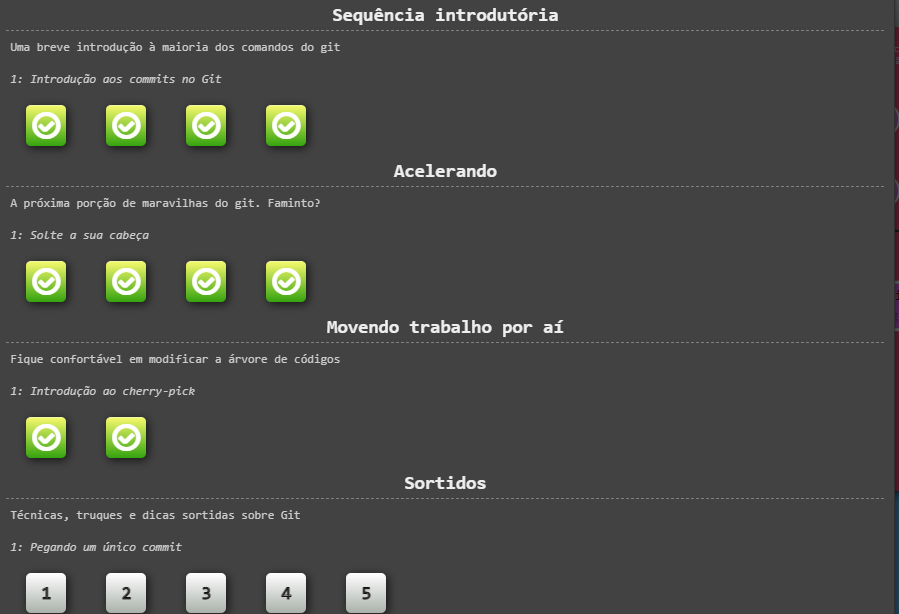 Sequência introdutória
Uma breve introdução à maioria dos comandos do git
1: Introdução aos commits no Git
Acelerando
A próxima porção de maravilhas do git. Faminto?
1: Solte a sua cabeça
Movendo trabalho por aí
Fique confortável em modificar a árvore de códigos
1: Introdução ao cherry-pick
Sortidos
Técnicas, truques e dicas sortidas sobre Git
1: Pegando um único commit
1 2 3 4 5